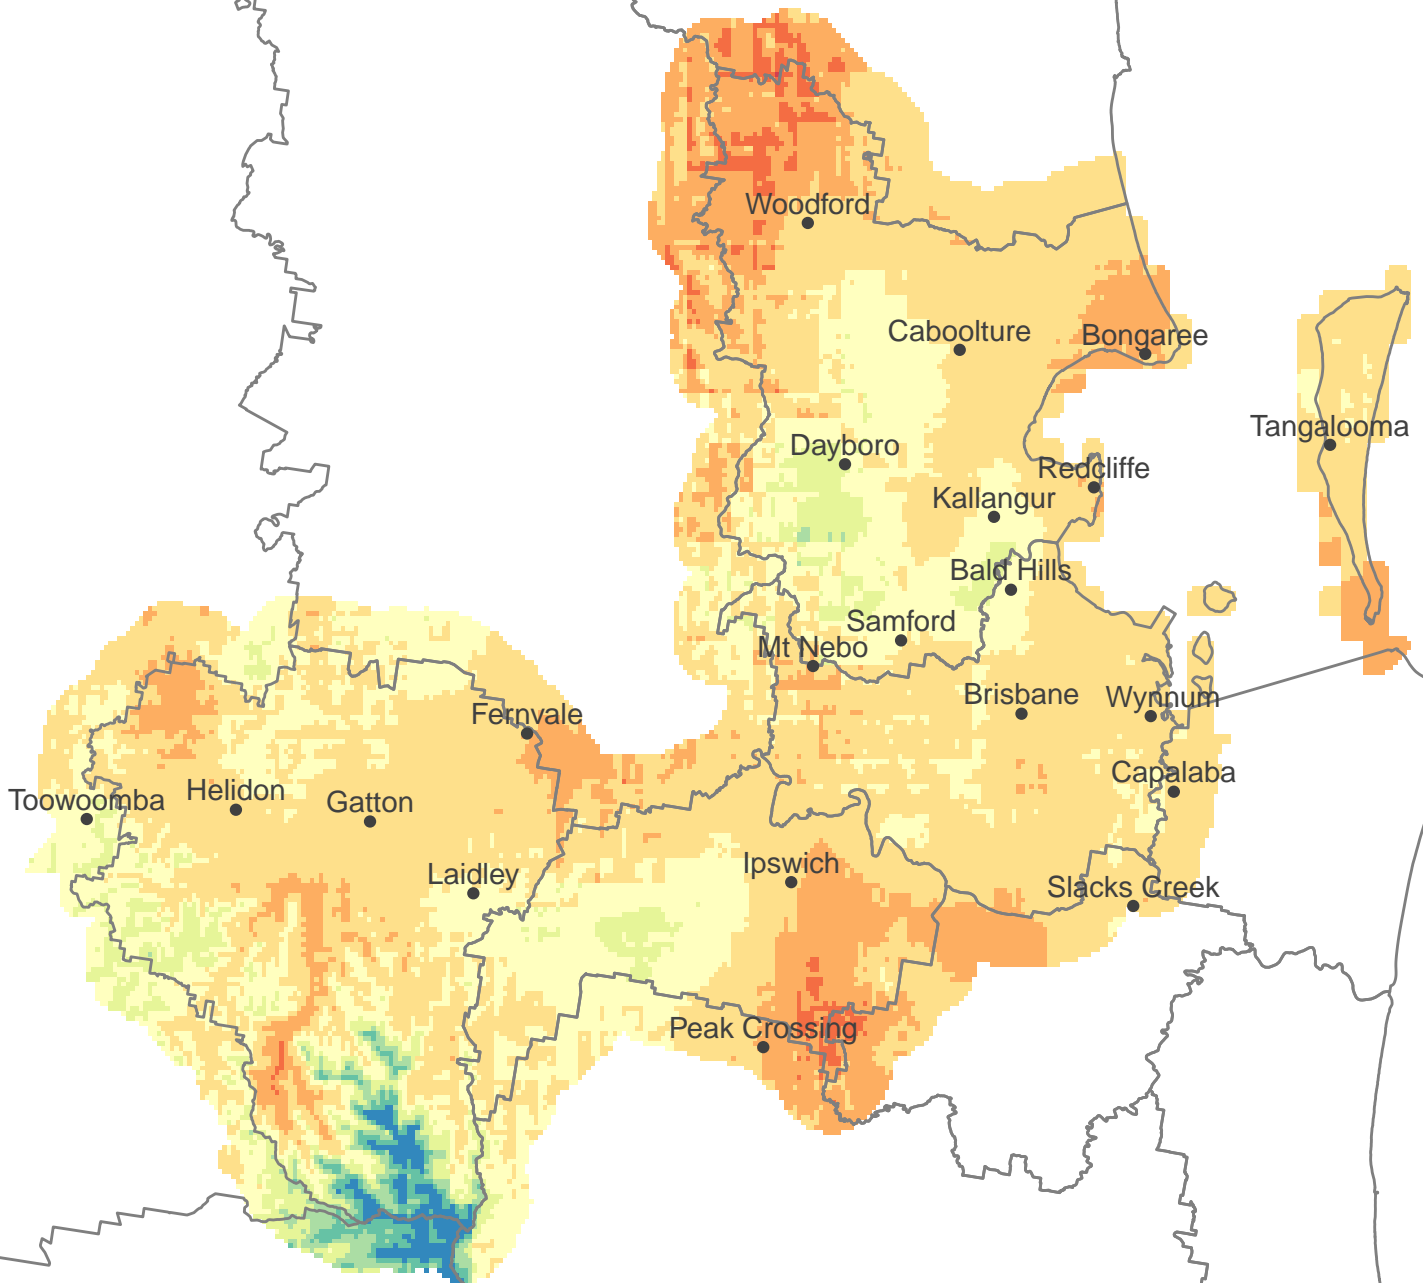 Woodford
Caboolture
Bongaree
Tangalooma
Dayboro
Redcliffe
Kallangur
Bald Hills
Samford
Mt Nebo
Brisbane
Wynnum
Fernvale
Capalaba
Toowoomba
Helidon
Gatton
Ipswich
Laidley
Slacks Creek
Peak Crossing